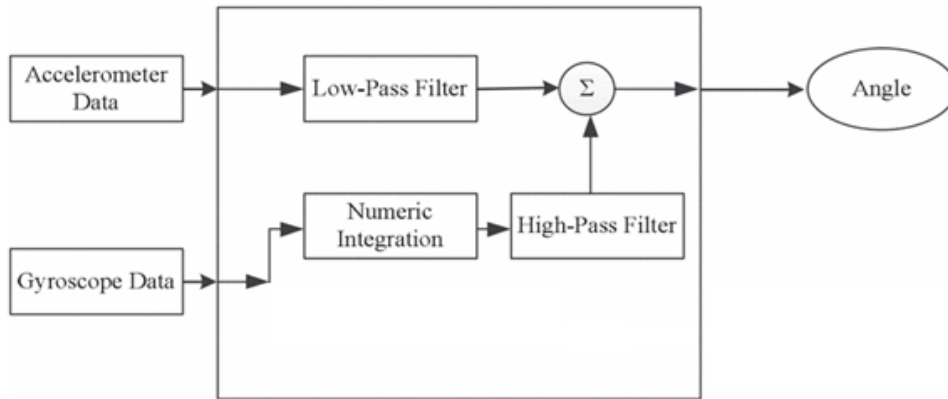 Accelerometer
Data
Low-Pass Filter
Σ
Angle
Numeric
Integration
High-Pass Filter
Gyroscope Data